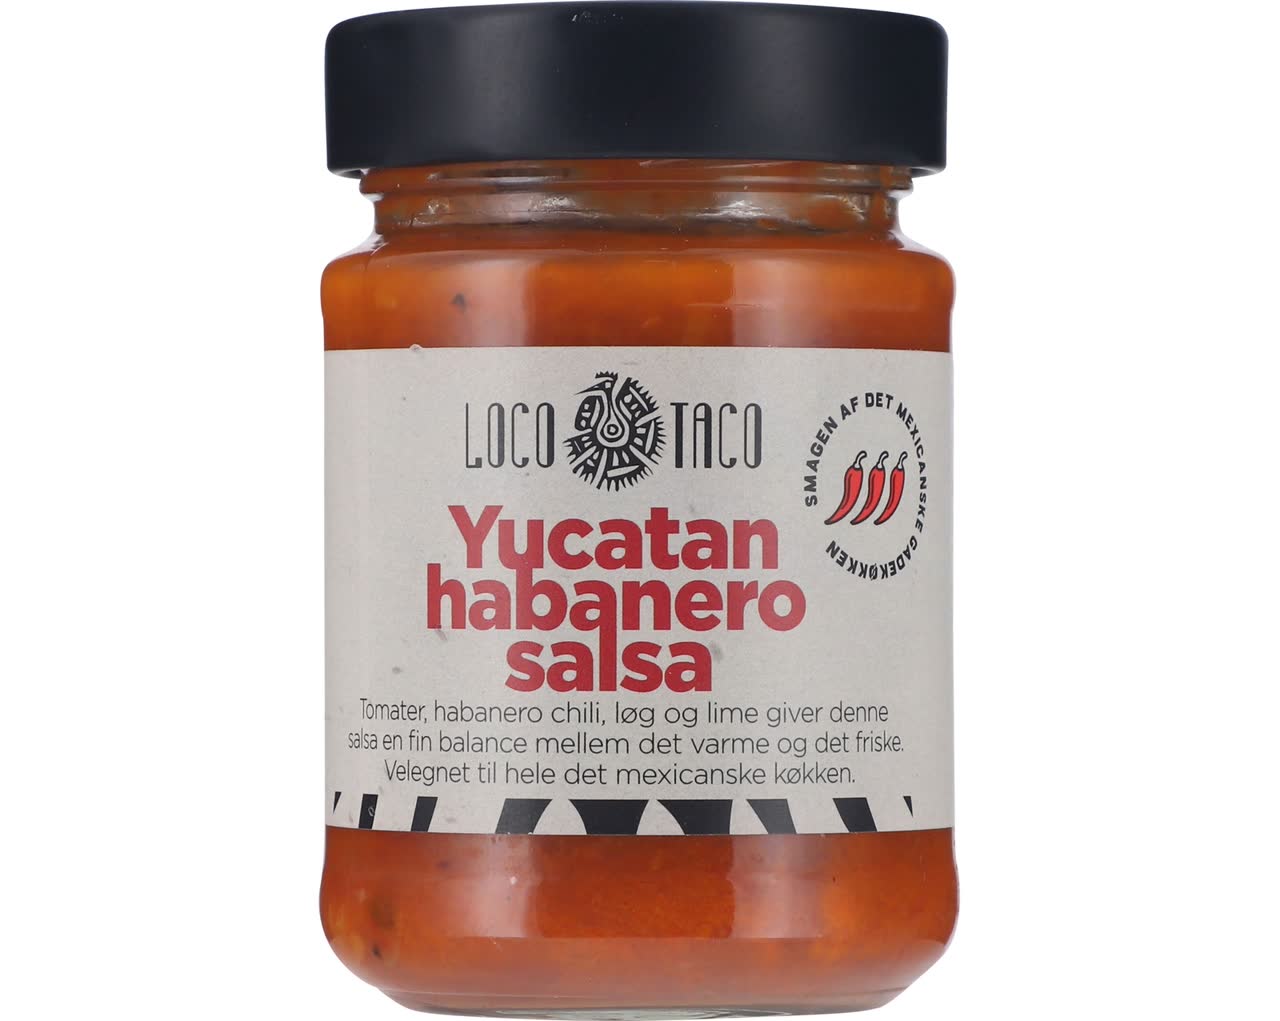 LOCO TACO
SMAGEN AF DET MEXICANSKE GADEKØKKEN
Yucatan
habanero
salsa
Tomater, habanero chili, løg og lime giver denne
salsa en fin balance mellem det varme og det friske.
Velegnet til hele det mexicanske køkken.